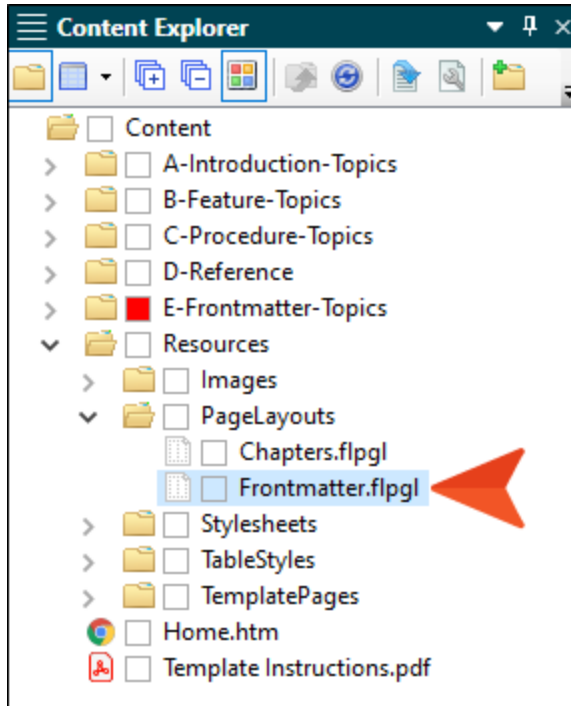 Content Explorer
Content
A-Introduction-Topics
B-Feature-Topics
C-Procedure-Topics
D-Reference
E-Frontmatter-Topics
Resources
Images
PageLayouts
Chapters.flpgl
Frontmatter.flpgl
Stylesheets
TableStyles
TemplatePages
Home.htm
Template Instructions.pdf